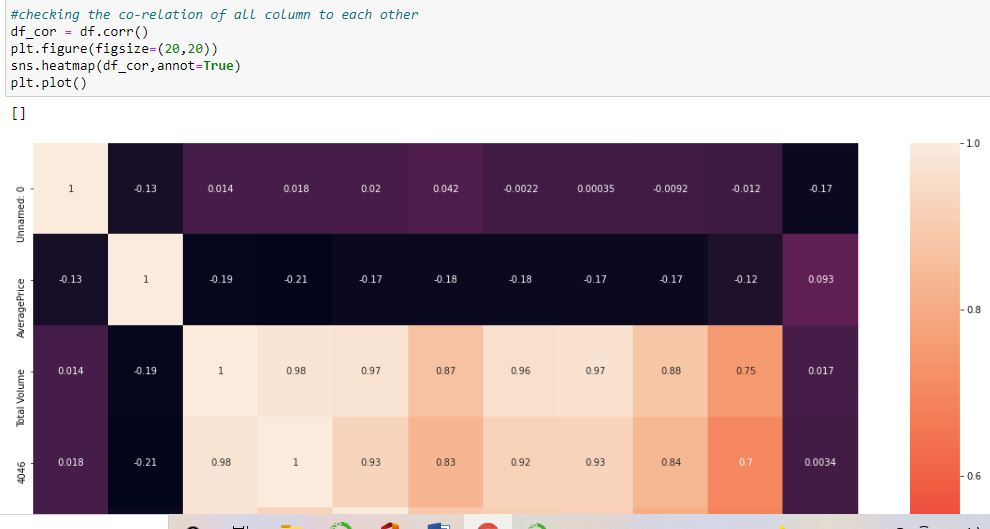 #checking the co-relation of all column to each other
df_cor = df.corr()
plt.figure(figsize=(20,20))
sns.heatmap(df_cor,annot=True)
plt.plot()
[]
Unnamed: 0
1 -0.13 0.014 0.018 0.02 0.042 -0.0022 0.00035 -0.0092 -0.012 -0.17
1.0
AveragePrice
-0.13 1 -0.19 -0.21 -0.17 -0.18 -0.18 -0.17 -0.17 -0.12 0.093
0.8
Total Volume
0.014 -0.19 1 0.98 0.97 0.87 0.96 0.97 0.88 0.75 0.017
4046
0.018 -0.21 0.98 1 0.93 0.83 0.92 0.93 0.84 0.7 0.0034
0.6